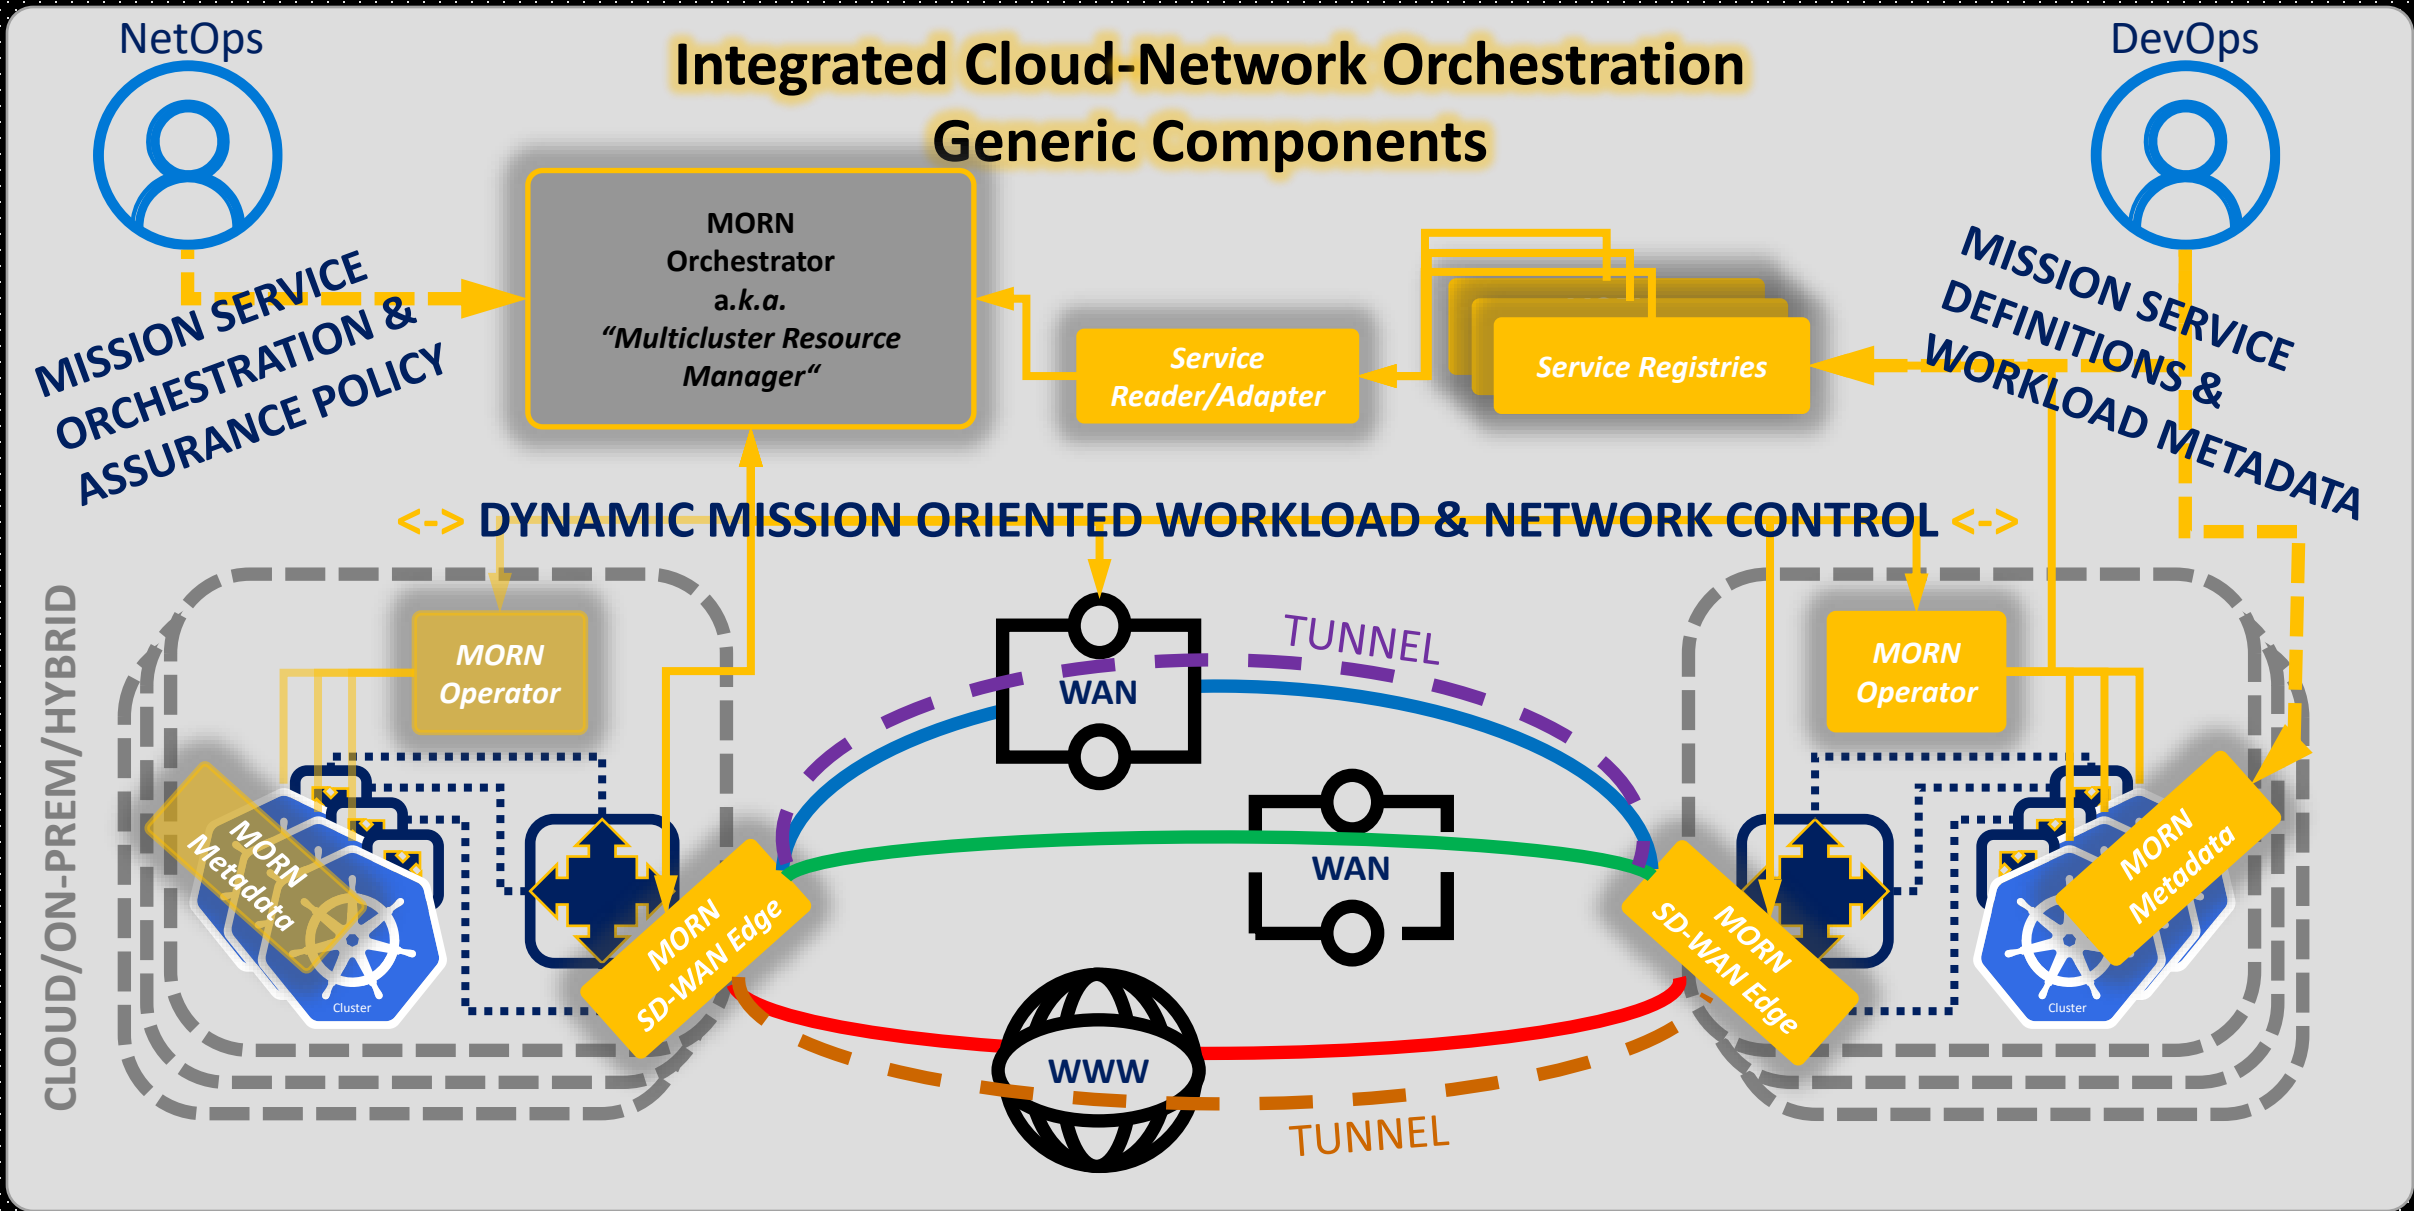 NetOps
DevOps
Integrated Cloud-Network Orchestration
Generic Components
MORN
Orchestrator
a.k.a.
“Multicluster Resource
Manager“
Service
Reader/Adapter
Service Registries
MISSION SERVICE
ORCHESTRATION &
ASSURANCE POLICY
MISSION SERVICE
DEFINITIONS &
WORKLOAD METADATA
<-> DYNAMIC MISSION ORIENTED WORKLOAD & NETWORK CONTROL <->
CLOUD/ON-PREM/HYBRID
MORN
Operator
MORN
Metadata
Cluster
MORN
SD-WAN Edge
TUNNEL
WAN
WAN
WWW
TUNNEL
MORN
Operator
MORN
SD-WAN Edge
MORN
Metadata
Cluster